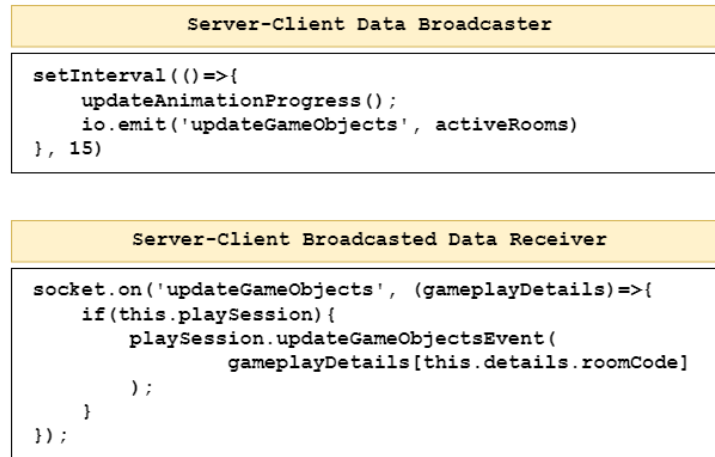 Server-Client Data Broadcaster
setInterval(()=>{
    updateAnimationProgress();
    io.emit('updateGameObjects', activeRooms)
}, 15)
Server-Client Broadcasted Data Receiver
socket.on('updateGameObjects', (gameplayDetails)=>{
    if(this.playSession){
        playSession.updateGameObjectsEvent(
                gameplayDetails[this.details.roomCode]
        );
    }
});